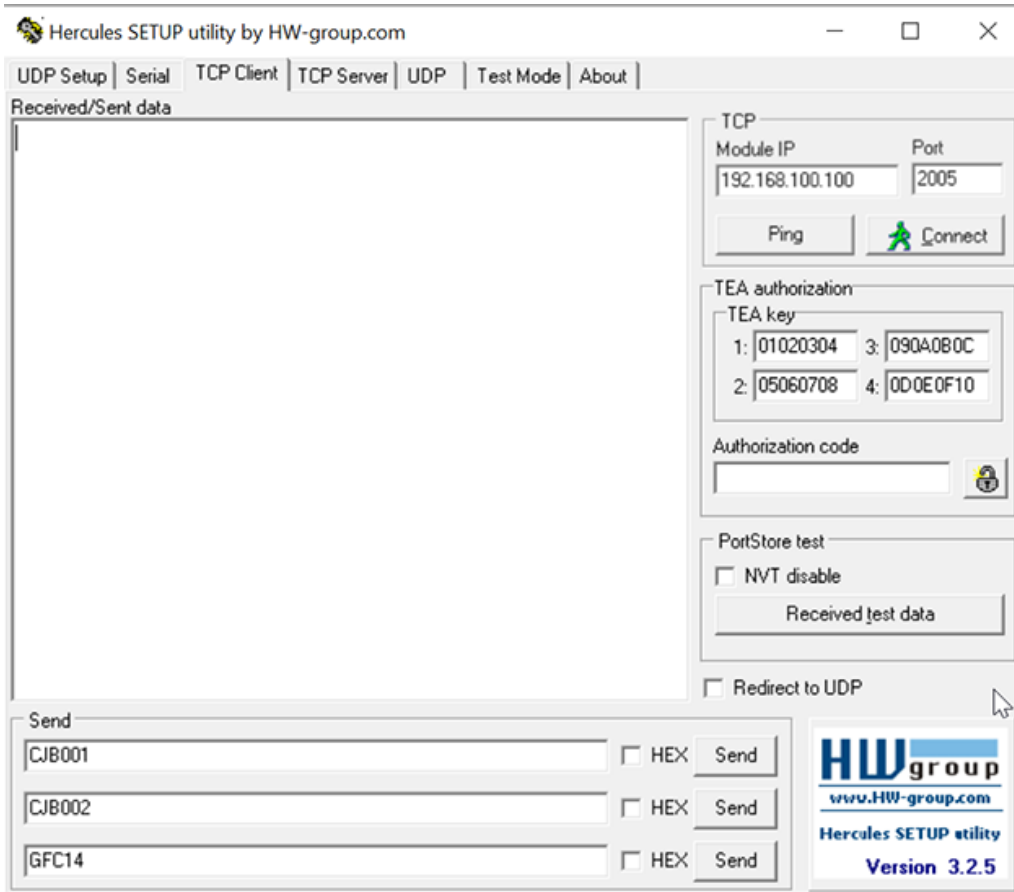 Hercules SETUP utility by HW-group.com
UDP Setup Serial TCP Client TCP Server UDP Test Mode About
Received/Sent data
TCP
Module IP Port
192.168.100.100 2005
Ping Connect
TEA authorization
TEA key
1: 01020304 3: 090A0B0C
2: 05060708 4: 0D0E0F10
Authorization code
PortStore test
NVT disable
Received test data
Redirect to UDP
Send
CJB001 HEX Send
CJB002 HEX Send
GFC14 HEX Send
HW group
www.HW-group.com
Hercules SETUP utility
Version 3.2.5